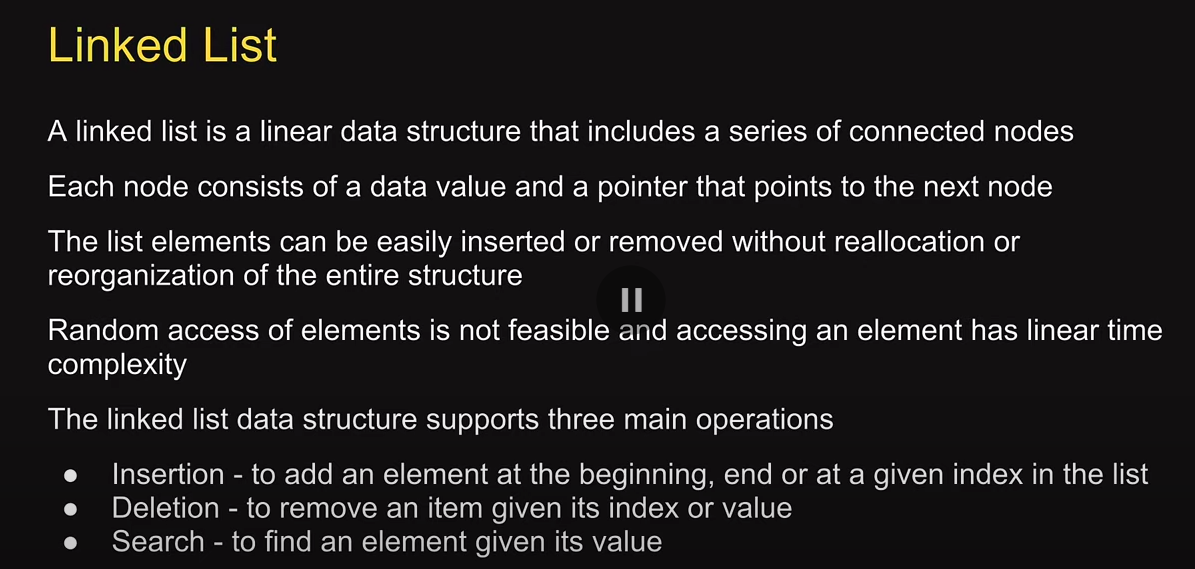 Linked List
A linked list is a linear data structure that includes a series of connected nodes
Each node consists of a data value and a pointer that points to the next node
The list elements can be easily inserted or removed without reallocation or
reorganization of the entire structure
Random access of elements is not feasible and accessing an element has linear time
complexity
The linked list data structure supports three main operations
● Insertion - to add an element at the beginning, end or at a given index in the list
● Deletion - to remove an item given its index or value
● Search - to find an element given its value